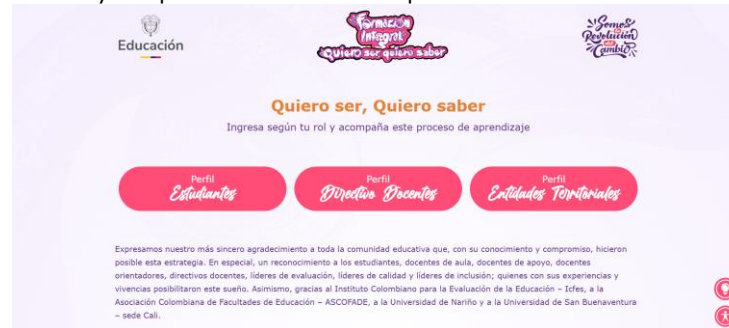 Educación
Formación
Integral
Quiero ser quiero saber
Somos
la
Revolución
del
Cambio
Quiero ser, Quiero saber
Ingresa según tu rol y acompaña este proceso de aprendizaje
Perfil
Estudiantes
Perfil
Directivo Docentes
Perfil
Entidades Territoriales
Expresamos nuestro más sincero agradecimiento a toda la comunidad educativa que, con su conocimiento y compromiso, hicieron
posible esta estrategia. En especial, un reconocimiento a los estudiantes, docentes de aula, docentes de apoyo, docentes
orientadores, directivos docentes, líderes de evaluación, líderes de calidad y líderes de inclusión; quienes con sus experiencias y
vivencias posibilitaron este sueño. Asimismo, gracias al Instituto Colombiano para la Evaluación de la Educación – Icfes, a la
Asociación Colombiana de Facultades de Educación – ASCOFADE, a la Universidad de Nariño y a la Universidad de San Buenaventura
– sede Cali.